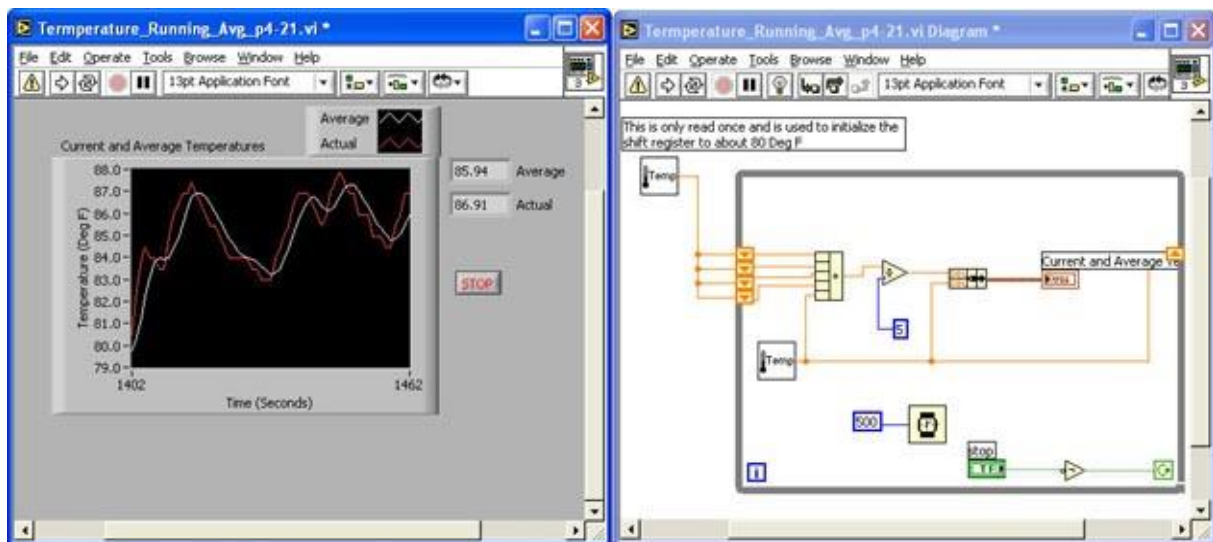 Termperature_Running_Avg_p4-21.vi *
File Edit Operate Tools Browse Window Help
13pt Application Font
3
Average
Actual
Current and Average Temperatures
88.0
87.0
86.0
85.0
84.0
83.0
82.0
81.0
80.0
79.0
Temperature (Deg F)
1402
1462
Time (Seconds)
85.94 Average
86.91 Actual
STOP
Termperature_Running_Avg_p4-21.vi Diagram *
File Edit Operate Tools Browse Window Help
13pt Application Font
3
This is only read once and is used to initialize the
shift register to about 80 Deg F
Temp
Current and Average
5
Temp
500
stop
TF
i